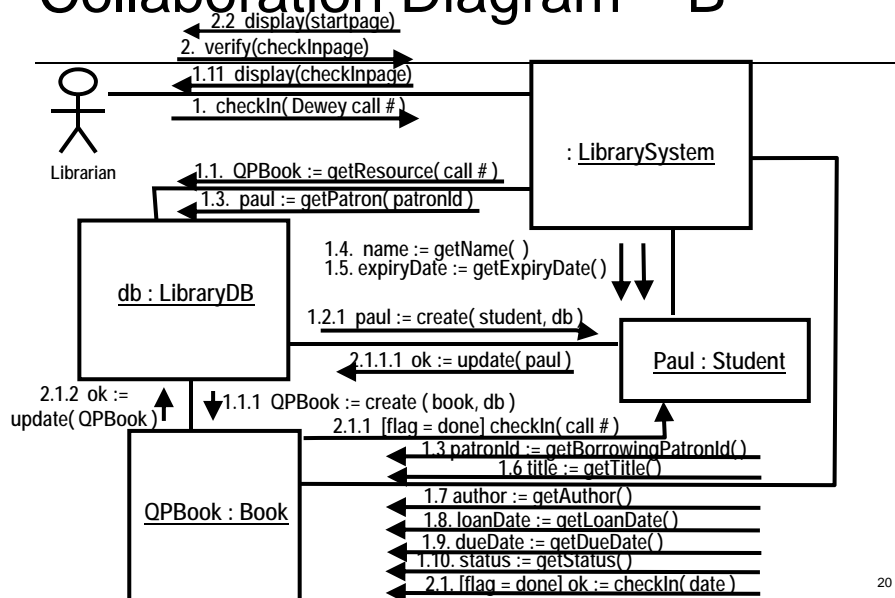 Collaboration Diagram – B
2.2 display(startpage)
2. verify(checkInpage)
1.11 display(checkInpage)
1. checkIn( Dewey call # )
Librarian
: LibrarySystem
1.1. QPBook := getResource( call # )
1.3. paul := getPatron( patronId )
1.4. name := getName( )
1.5. expiryDate := getExpiryDate( )
db : LibraryDB
1.2.1 paul := create( student, db )
2.1.1.1 ok := update( paul )
Paul : Student
2.1.2 ok :=
update( QPBook )
1.1.1 QPBook := create ( book, db )
2.1.1 [flag = done] checkIn( call # )
1.3 patronId := getBorrowingPatronId()
1.6 title := getTitle()
QPBook : Book
1.7 author := getAuthor()
1.8. loanDate := getLoanDate()
1.9. dueDate := getDueDate()
1.10. status := getStatus()
2.1. [flag = done] ok := checkIn( date )
20